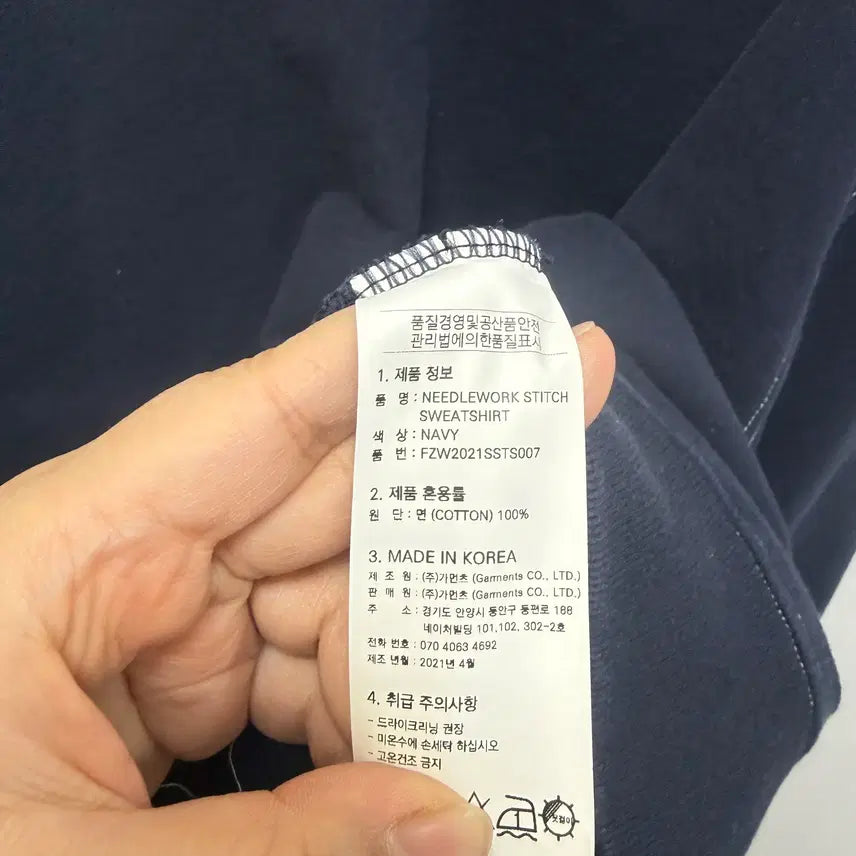 품질경영및공산품안전
관리법에의한품질표시
1. 제품 정보
품 명 : NEEDLEWORK STITCH
SWEATSHIRT
색 상 : NAVY
품 번 : FZW2021SSTS007
2. 제품 혼용률
원 단 : 면 (COTTON) 100%
3. MADE IN KOREA
제 조 원 : (주)가먼츠 (Garments CO., LTD.)
판 매 원 : (주)가먼츠 (Garments CO., LTD.)
주 소 : 경기도 안양시 동안구 동편로 188
네이처빌딩 101,102, 302-2호
전화 번호 : 070 4063 4692
제조 년월 : 2021년 4월
4. 취급 주의사항
- 드라이크리닝 권장
- 미온수에 손세탁 하십시오
- 고온건조 금지
옷걸이